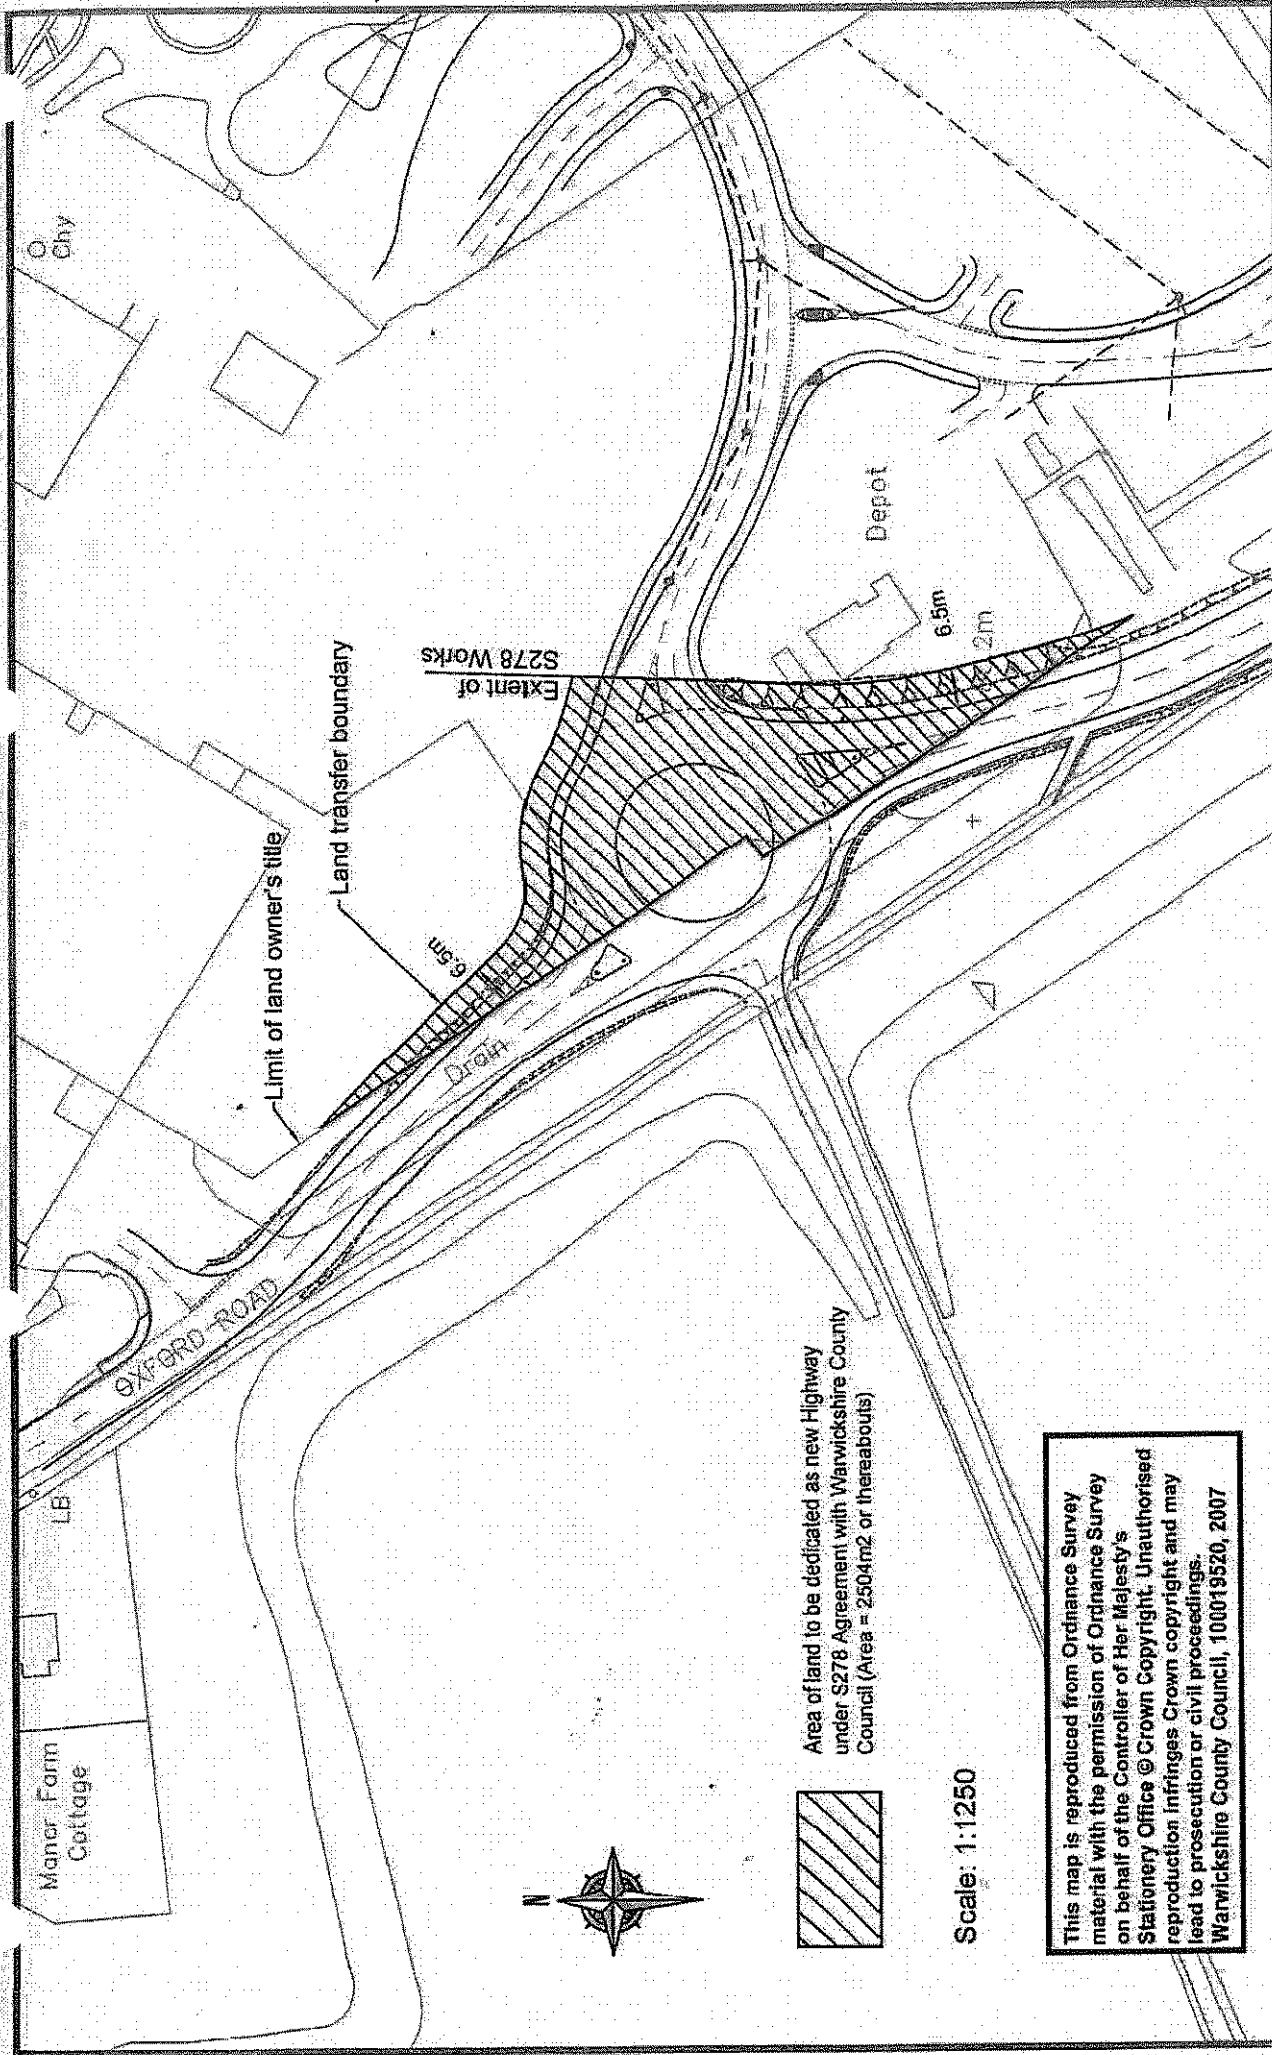 Manor Farm
Cottage
LB
OXFORD ROAD
Limit of land owner's title
Land transfer boundary
Extent of
S278 Works
Chy
Drain
6.5m
Depot
6.5m
2m
N
Area of land to be dedicated as new Highway
under S278 Agreement with Warwickshire County
Council (Area = 2504m2 or thereabouts)
Scale: 1:1250
This map is reproduced from Ordnance Survey
material with the permission of Ordnance Survey
on behalf of the Controller of Her Majesty's
Stationery Office © Crown Copyright. Unauthorised
reproduction infringes Crown copyright and may
lead to prosecution or civil proceedings.
Warwickshire County Council, 100019520, 2007